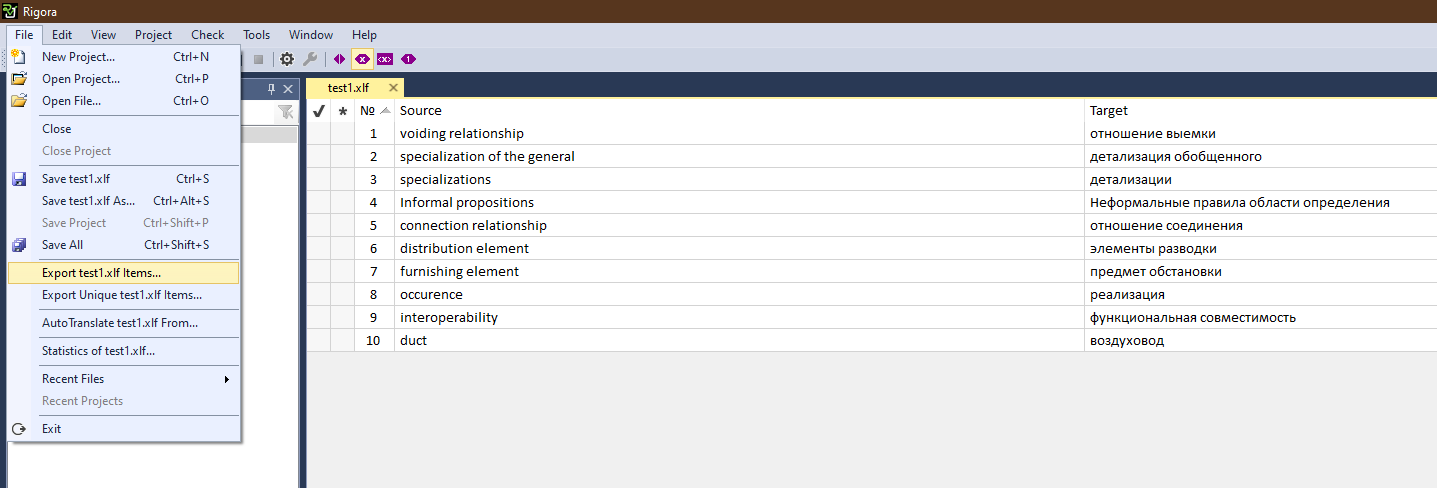 Rigora
File Edit View Project Check Tools Window Help
New Project... Ctrl+N
Open Project... Ctrl+P
Open File... Ctrl+O
Close
Close Project
Save test1.xlf Ctrl+S
Save test1.xlf As... Ctrl+Alt+S
Save Project Ctrl+Shift+P
Save All Ctrl+Shift+S
Export test1.xlf Items...
Export Unique test1.xlf Items...
AutoTranslate test1.xlf From...
Statistics of test1.xlf...
Recent Files
Recent Projects
Exit
test1.xlf
№ Source Target
1 voiding relationship отношение выемки
2 specialization of the general детализация обобщенного
3 specializations детализации
4 Informal propositions Неформальные правила области определения
5 connection relationship отношение соединения
6 distribution element элементы разводки
7 furnishing element предмет обстановки
8 occurence реализация
9 interoperability функциональная совместимость
10 duct воздуховод